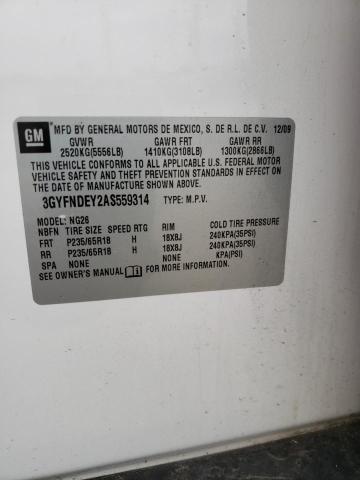 GM
MFD BY GENERAL MOTORS DE MEXICO, S. DE R.L. DE C.V. 12/09
GVWR GAWR FRT GAWR RR
2520KG(5556LB) 1410KG(3108LB) 1300KG(2866LB)
THIS VEHICLE CONFORMS TO ALL APPLICABLE U.S. FEDERAL MOTOR
VEHICLE SAFETY AND THEFT PREVENTION STANDARDS IN EFFECT ON
THE DATE OF MANUFACTURE SHOWN ABOVE.
3GYFNDEY2AS559314 TYPE: M.P.V.
MODEL: NG26
NBFN TIRE SIZE SPEED RTG RIM COLD TIRE PRESSURE
FRT P235/65R18 H 18X8J 240KPA(35PSI)
RR P235/65R18 H 18X8J 240KPA(35PSI)
SPA NONE NONE KPA(PSI)
SEE OWNER'S MANUAL FOR MORE INFORMATION